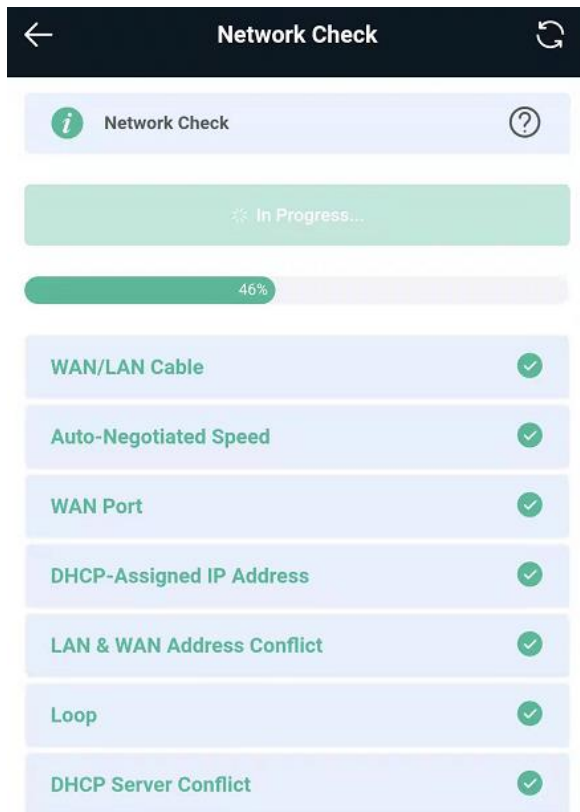 Network Check
Network Check
In Progress...
46%
WAN/LAN Cable
Auto-Negotiated Speed
WAN Port
DHCP-Assigned IP Address
LAN & WAN Address Conflict
Loop
DHCP Server Conflict